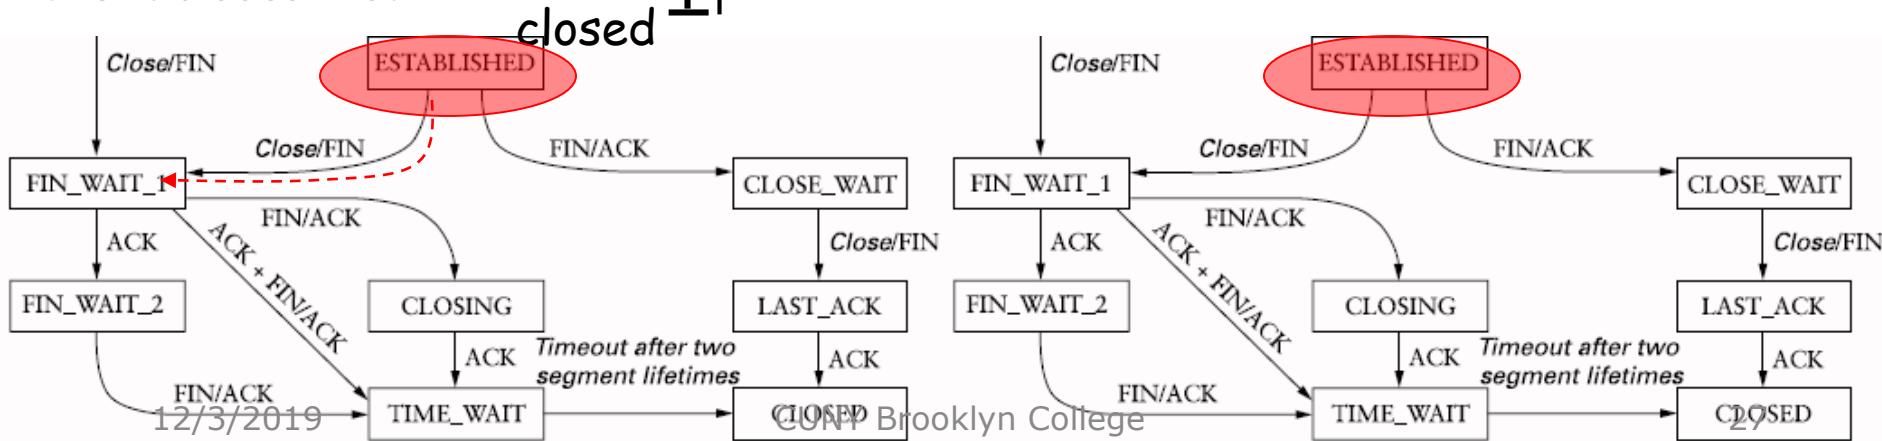 closed
Close/FIN
ESTABLISHED
Close/FIN
FIN/ACK
FIN_WAIT_1
CLOSE_WAIT
FIN/ACK
ACK
ACK + FIN/ACK
Close/FIN
FIN_WAIT_2
CLOSING
LAST_ACK
ACK
Timeout after two
segment lifetimes
ACK
FIN/ACK
TIME_WAIT
CLOSED
Close/FIN
ESTABLISHED
Close/FIN
FIN/ACK
FIN_WAIT_1
CLOSE_WAIT
FIN/ACK
ACK
ACK + FIN/ACK
Close/FIN
FIN_WAIT_2
CLOSING
LAST_ACK
ACK
Timeout after two
segment lifetimes
ACK
FIN/ACK
TIME_WAIT
CLOSED
12/3/2019
CUNY Brooklyn College
27